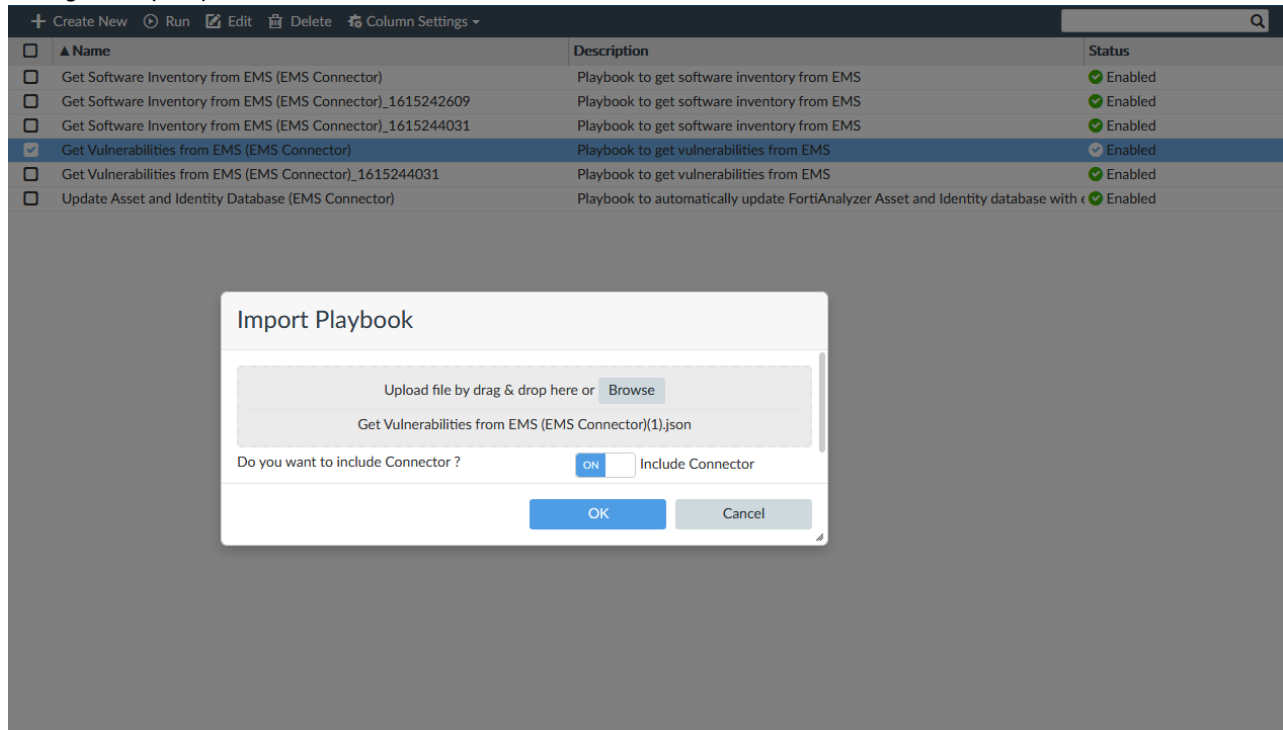 Create New Run Edit Delete Column Settings
Name Description Status
Get Software Inventory from EMS (EMS Connector) Playbook to get software inventory from EMS Enabled
Get Software Inventory from EMS (EMS Connector)_1615242609 Playbook to get software inventory from EMS Enabled
Get Software Inventory from EMS (EMS Connector)_1615244031 Playbook to get software inventory from EMS Enabled
Get Vulnerabilities from EMS (EMS Connector) Playbook to get vulnerabilities from EMS Enabled
Get Vulnerabilities from EMS (EMS Connector)_1615244031 Playbook to get vulnerabilities from EMS Enabled
Update Asset and Identity Database (EMS Connector) Playbook to automatically update FortiAnalyzer Asset and Identity database with Enabled
Import Playbook
Upload file by drag & drop here or Browse
Get Vulnerabilities from EMS (EMS Connector)(1).json
Do you want to include Connector ? ON Include Connector
OK Cancel